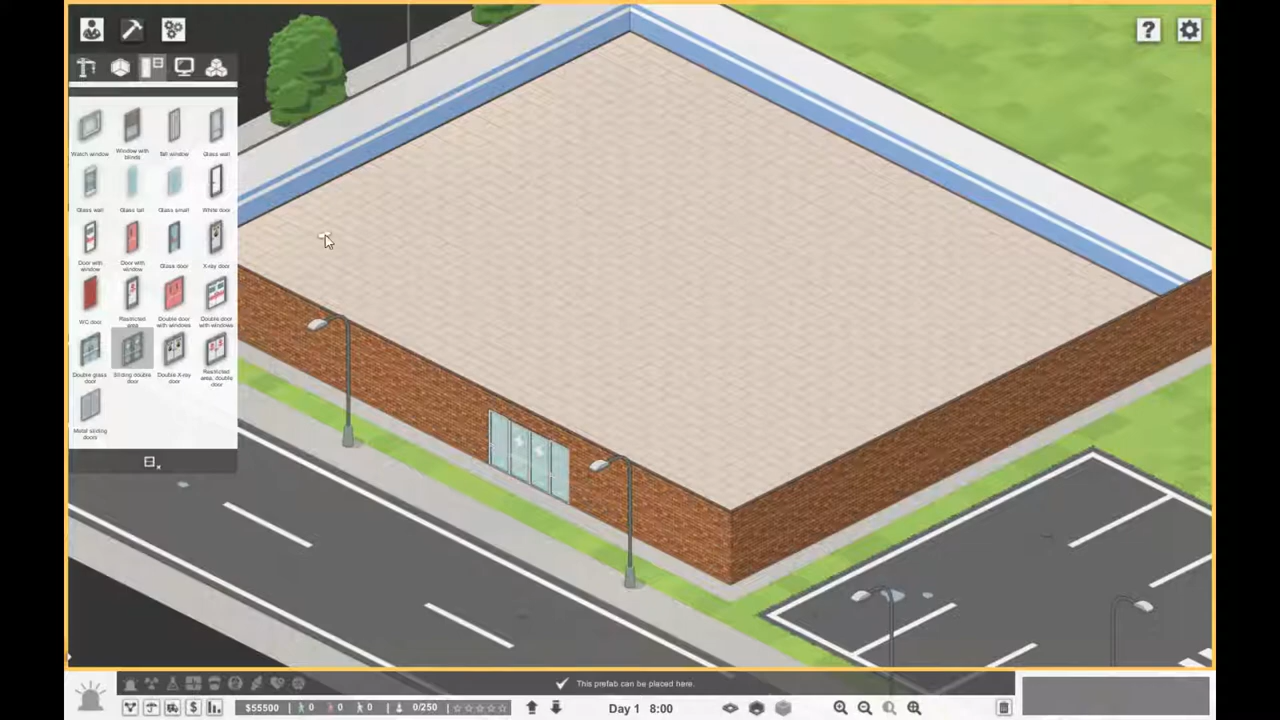 ?
Watch window
Window with blinds
Tall window
Glass wall
Glass wall
Glass tall
Glass small
White door
Door with window
Door with window
Glass door
X-ray door
WC door
Restricted area
Double door with windows
Double door with windows
Double glass door
Sliding double door
Double X-ray door
Restricted area, double door
Metal sliding doors
This prefab can be placed here.
$
$55500
0
0
0
0/250
Day 1 8:00